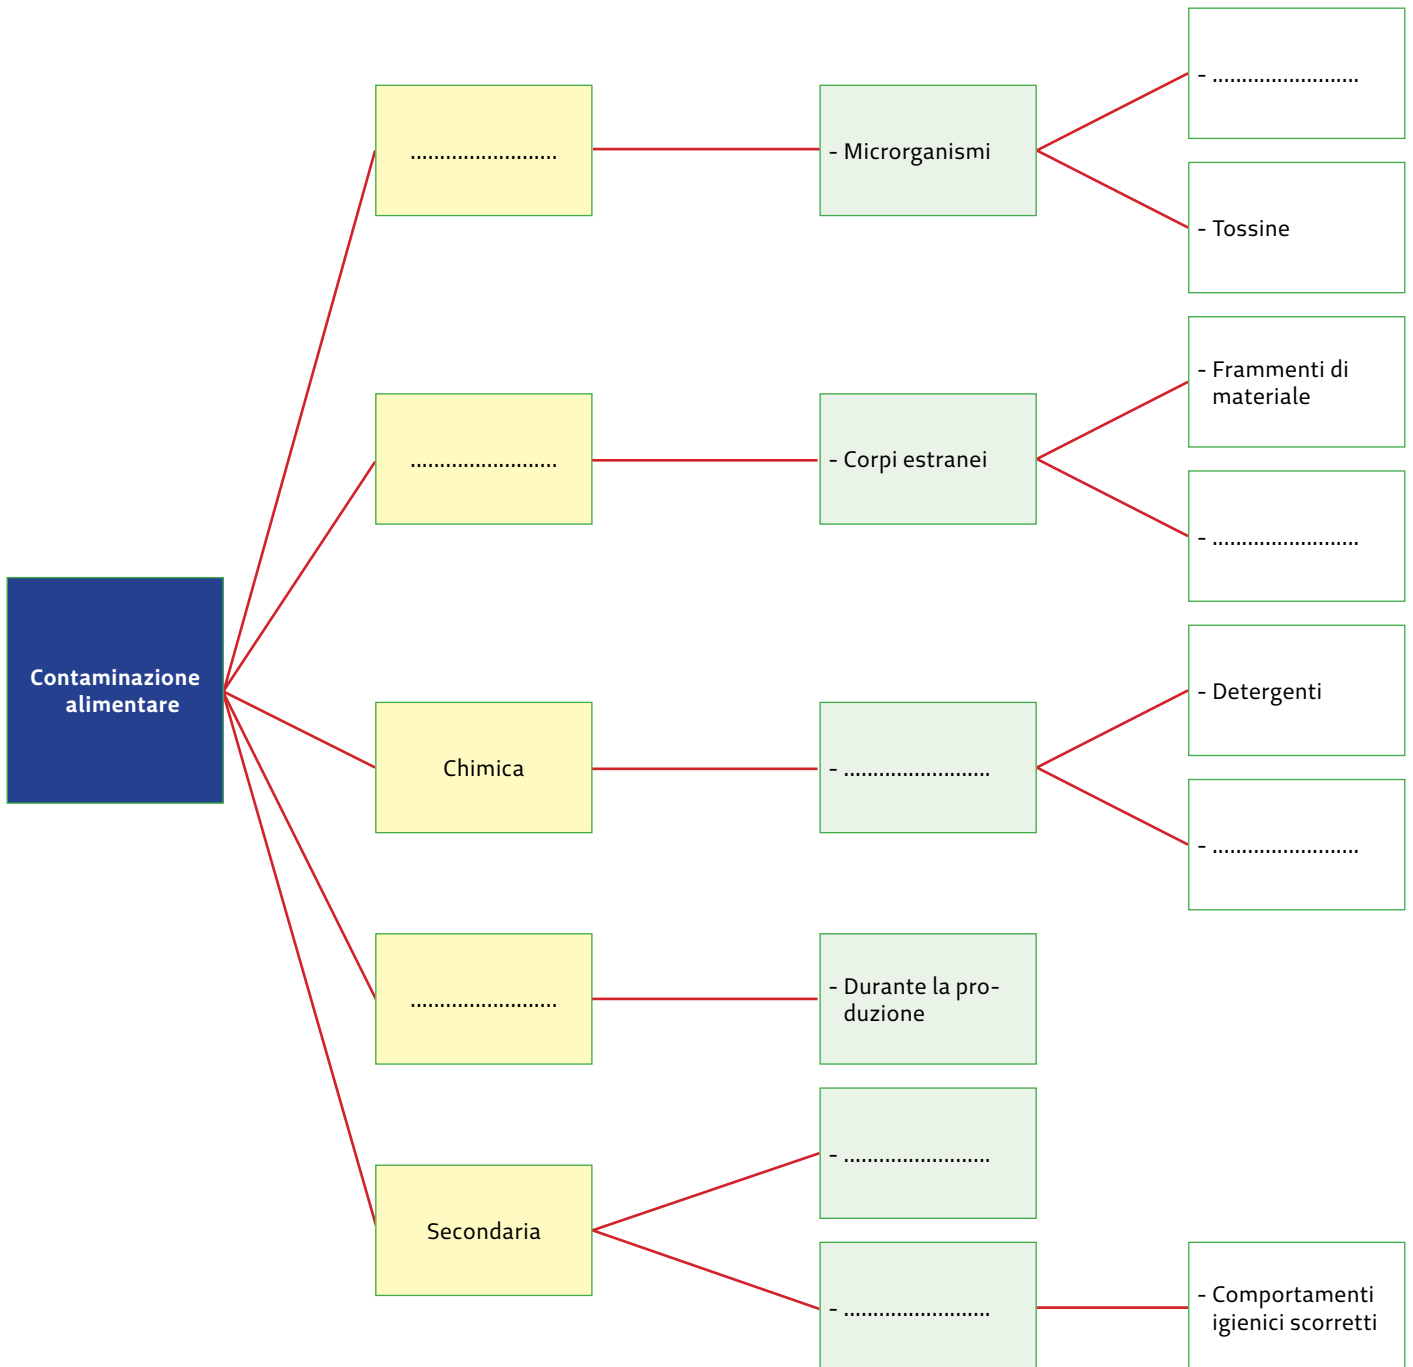 - .........................
.........................
- Microrganismi
- Tossine
- Frammenti di
materiale
.........................
- Corpi estranei
- .........................
Contaminazione
alimentare
- Detergenti
Chimica
- .........................
- .........................
.........................
- Durante la pro-
duzione
- .........................
Secondaria
- .........................
- Comportamenti
igienici scorretti